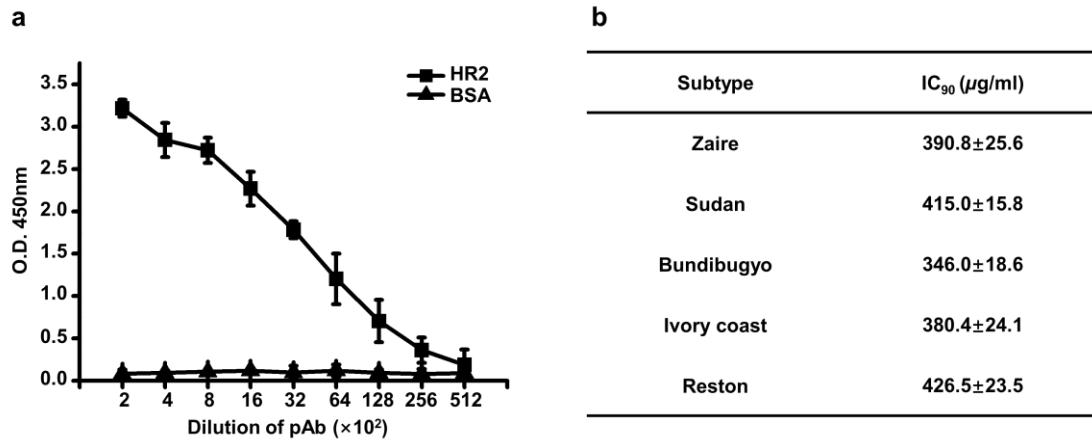 a
HR2
BSA
3.5
3.0
2.5
2.0
1.5
1.0
0.5
0.0
O.D. 450nm
2 4 8 16 32 64 128 256 512
Dilution of pAb (×10²)
b
Subtype IC₉₀ (µg/ml)
Zaire 390.8±25.6
Sudan 415.0±15.8
Bundibugyo 346.0±18.6
Ivory coast 380.4±24.1
Reston 426.5±23.5